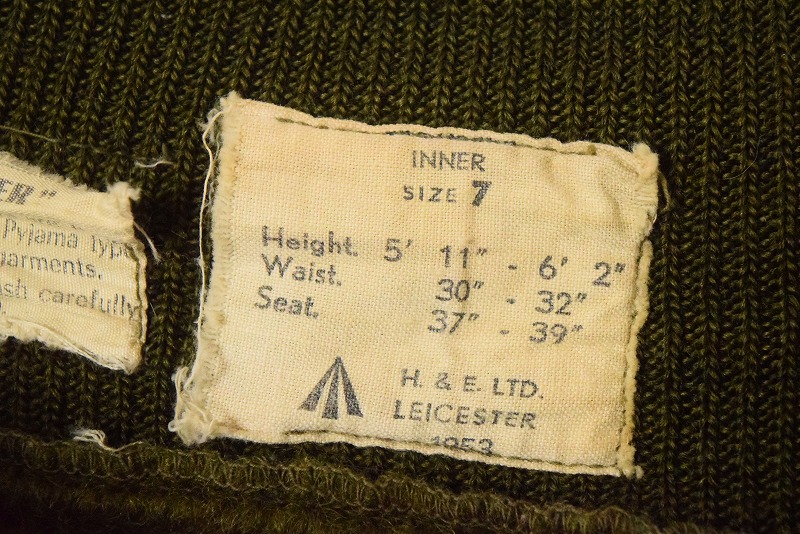 ER"
Pyjama type
garments.
sh carefully
INNER
SIZE 7
Height. 5' 11" - 6' 2"
Waist. 30" - 32"
Seat. 37" - 39"
H. & E. LTD.
LEICESTER
1953